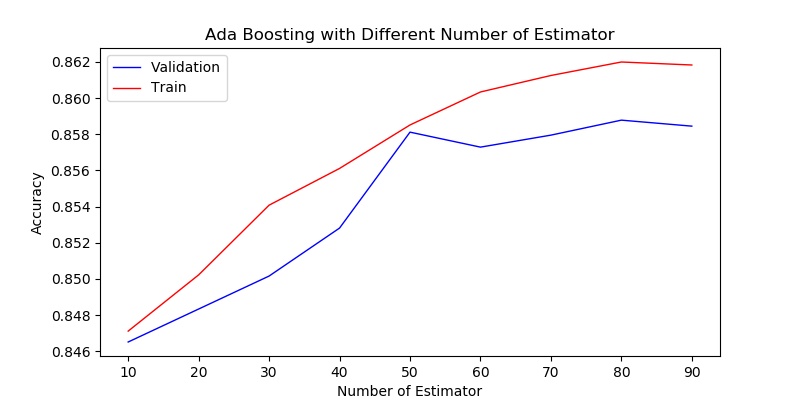 Ada Boosting with Different Number of Estimator
Validation
Train
0.862
0.860
0.858
0.856
0.854
0.852
0.850
0.848
0.846
Accuracy
10 20 30 40 50 60 70 80 90
Number of Estimator